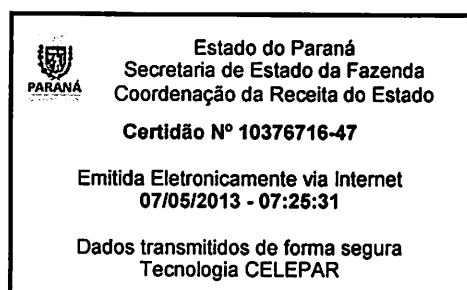 Estado do Paraná
Secretaria de Estado da Fazenda
PARANÁ
Coordenação da Receita do Estado
Certidão Nº 10376716-47
Emitida Eletronicamente via Internet
07/05/2013 - 07:25:31
Dados transmitidos de forma segura
Tecnologia CELEPAR